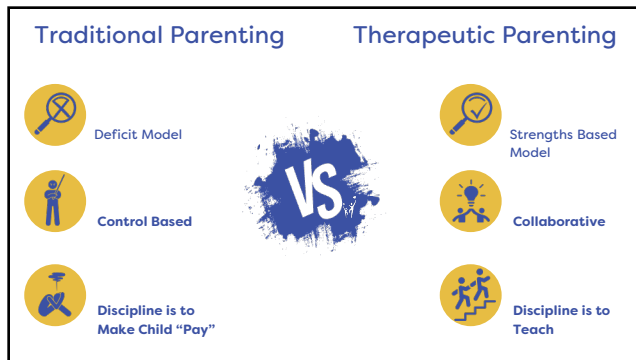 Traditional Parenting
Therapeutic Parenting
Deficit Model
Strengths Based
Model
VS
Control Based
Collaborative
Discipline is to
Make Child “Pay”
Discipline is to
Teach